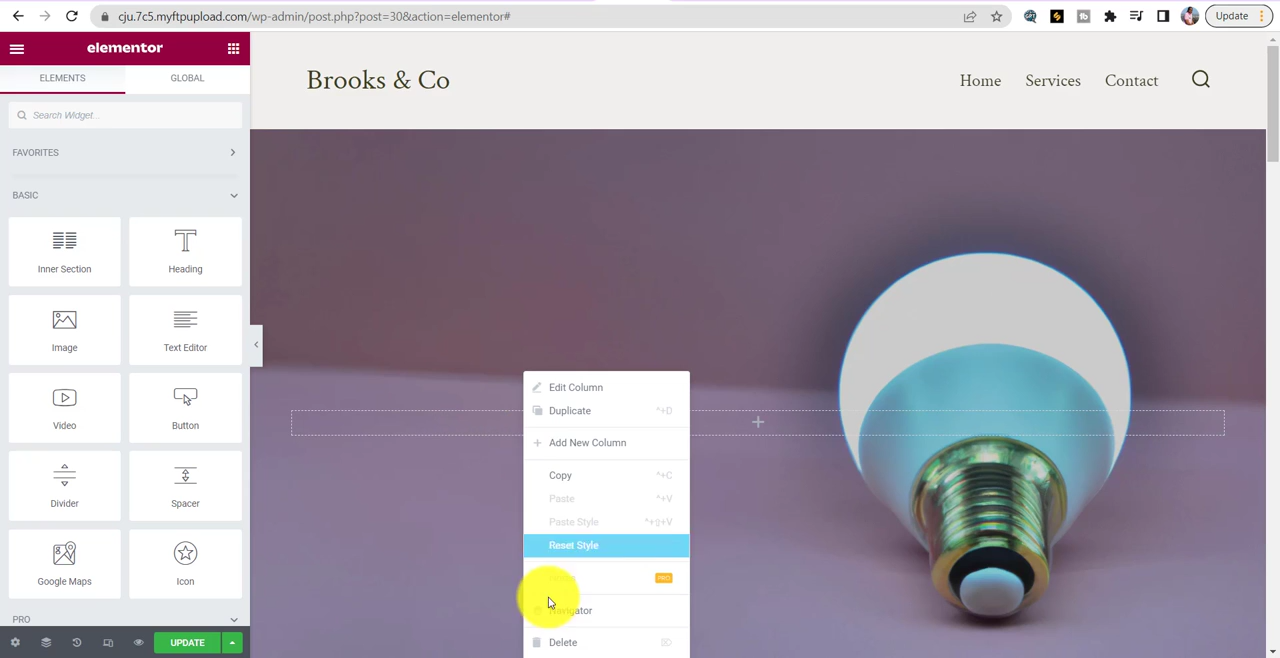 cju.7c5.myftpupload.com/wp-admin/post.php?post=30&action=elementor#
Update
elementor
ELEMENTS
GLOBAL
Search Widget...
FAVORITES
BASIC
Inner Section
Heading
Image
Text Editor
Video
Button
Divider
Spacer
Google Maps
Icon
PRO
UPDATE
Brooks & Co
Home
Services
Contact
Edit Column
Duplicate ^+D
Add New Column
Copy ^+C
Paste ^+V
Paste Style ^+⇧+V
Reset Style
PRO
Navigator
Delete